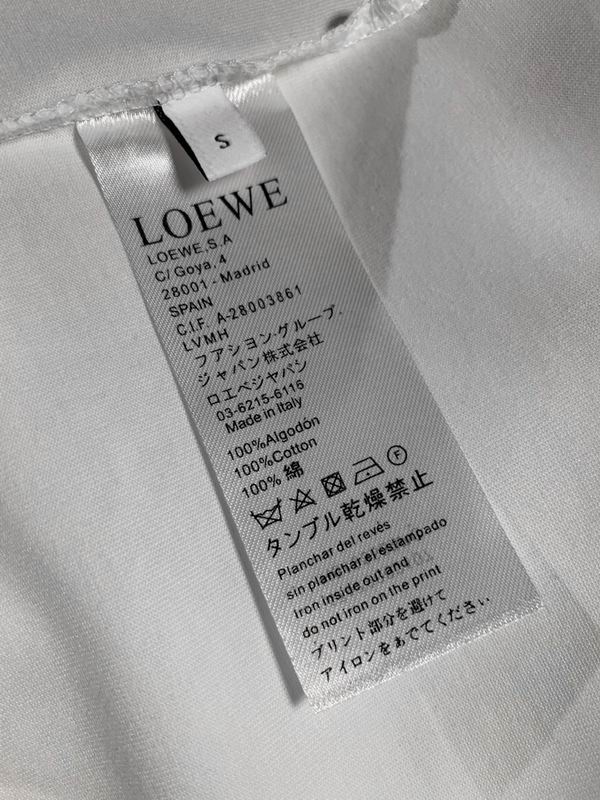 S
LOEWE
LOEWE,S.A
C/ Goya,4
28001 - Madrid
SPAIN
C.I.F. A-28003861
LVMH
フアション·グループ.
ジャパン株式会社
ロエベジャパン
03-6215-6116
Made in Italy
100%Algodón
100%Cotton
100% 綿
F
タンブル乾燥禁止
Planchar del revés
sin planchar el estampado
Iron inside out and
do not iron on the print
プリント部分を避けて
アイロンをあでてください